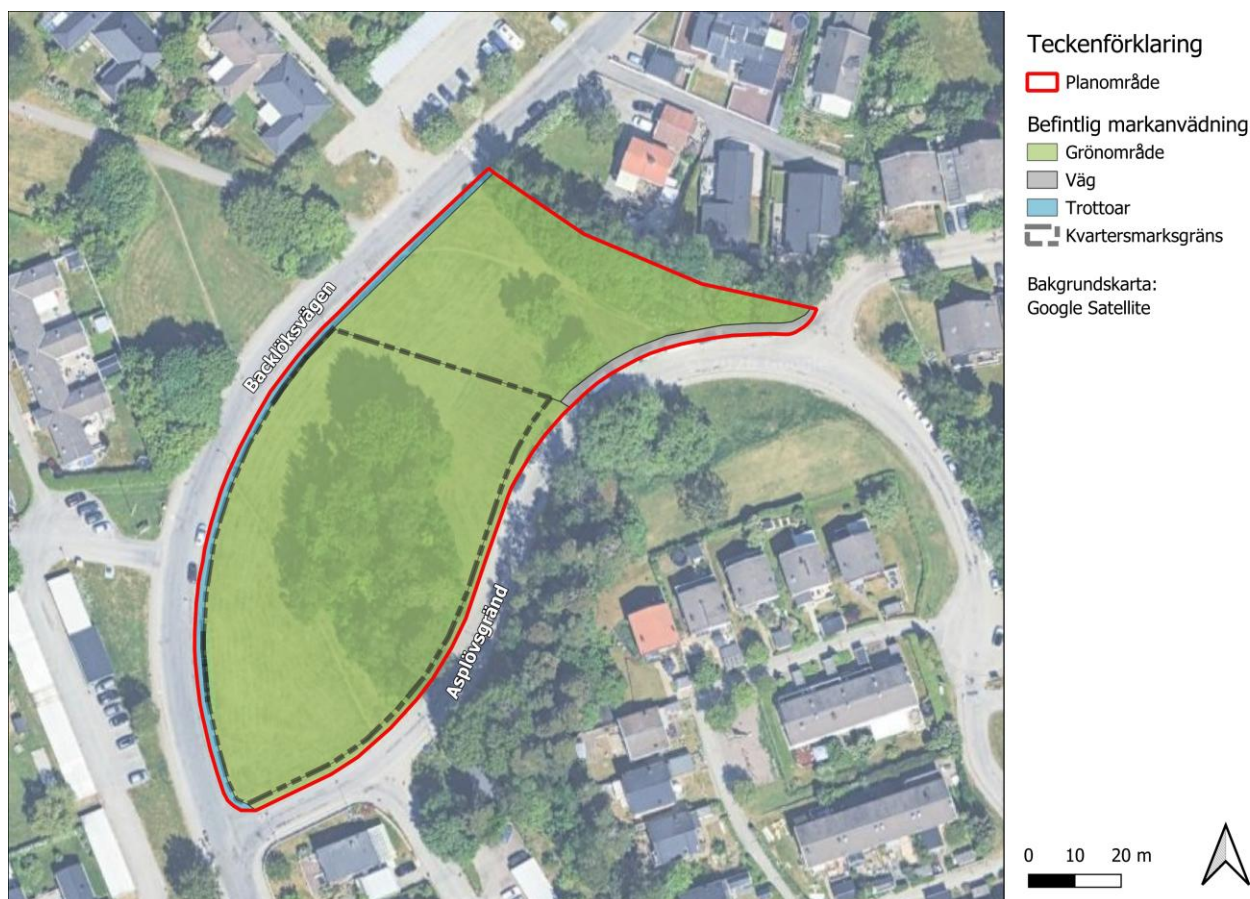 Teckenförklaring
Planområde
Befintlig markanvädning
Grönområde
Väg
Trottoar
Kvartersmarksgräns
Bakgrundskarta:
Google Satellite
Backlöksvägen
Asplövsgränd
0 10 20 m